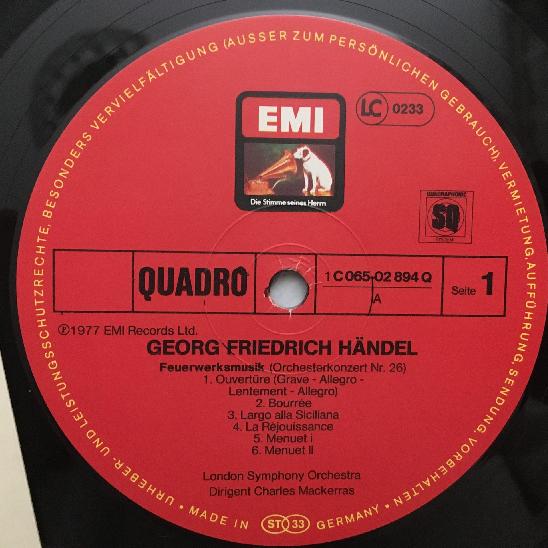 URHEBER- UND LEISTUNGSSCHUTZRECHTE, BESONDERS VERVIELFÄLTIGUNG (AUSSER ZUM PERSÖNLICHEN GEBRAUCH), VERMIETUNG, AUFFÜHRUNG, SENDUNG, VORBEHALTEN
EMI
LC 0233
Die Stimme seines Herrn
QUADRAPHONIC
SQ
SYSTEM
QUADRO
1 C 065-02 894 Q
A
Seite 1
℗1977 EMI Records Ltd.
GEORG FRIEDRICH HÄNDEL
Feuerwerksmusik (Orchesterkonzert Nr. 26)
1. Ouvertüre (Grave - Allegro -
Lentement - Allegro)
2. Bourrée
3. Largo alla Siciliana
4. La Réjouissance
5. Menuet i
6. Menuet II
London Symphony Orchestra
Dirigent Charles Mackerras
• MADE IN ST 33 GERMANY •